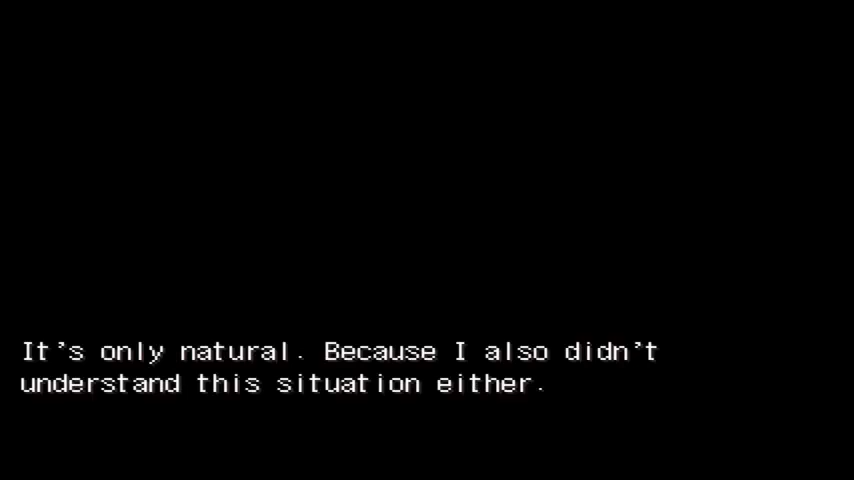 It’s only natural. Because I also didn’t
understand this situation either.